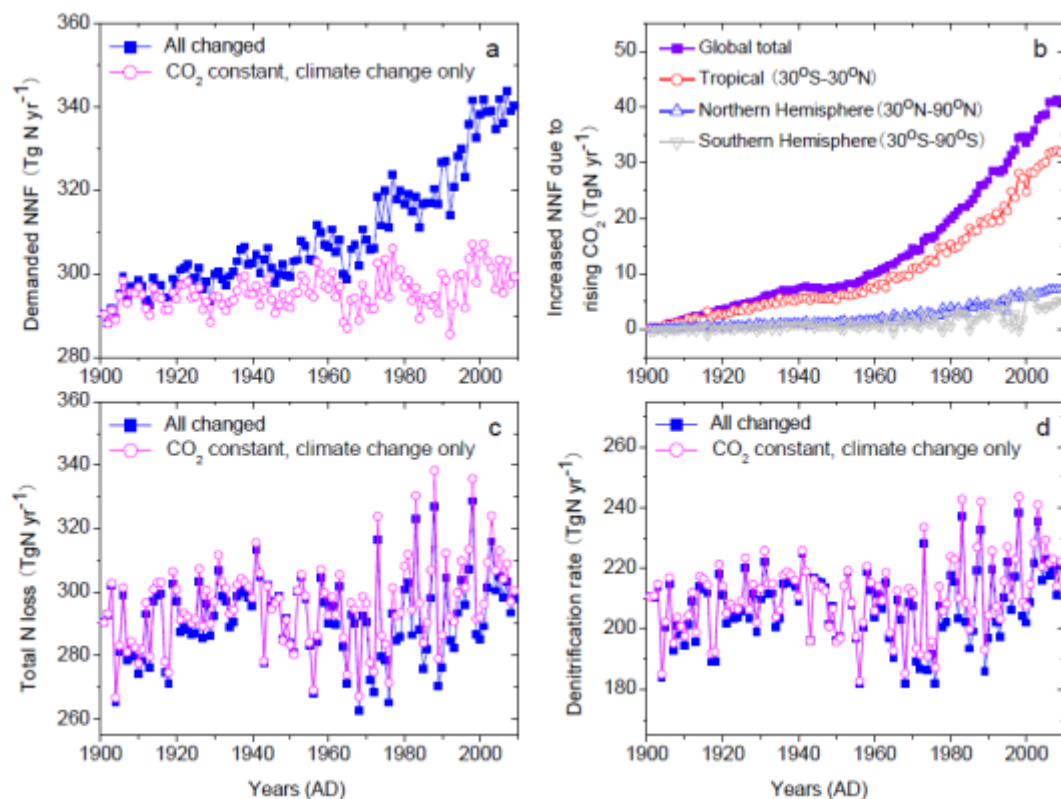 a
All changed
CO2 constant, climate change only
Demanded NNF (Tg N yr-1)
360
340
320
300
280
1900 1920 1940 1960 1980 2000
b
Global total
Tropical (30OS-30ON)
Northern Hemisphere(30ON-90ON)
Southern Hemisphere(30OS-90OS)
Increased NNF due to
rising CO2(TgN yr-1)
50
40
30
20
10
0
1900 1920 1940 1960 1980 2000
c
All changed
CO2 constant, climate change only
Total N loss (TgN yr-1)
360
340
320
300
280
260
1900 1920 1940 1960 1980 2000
Years (AD)
d
All changed
CO2 constant, climate change only
Denitrification rate (TgN yr-1)
260
240
220
200
180
1900 1920 1940 1960 1980 2000
Years (AD)